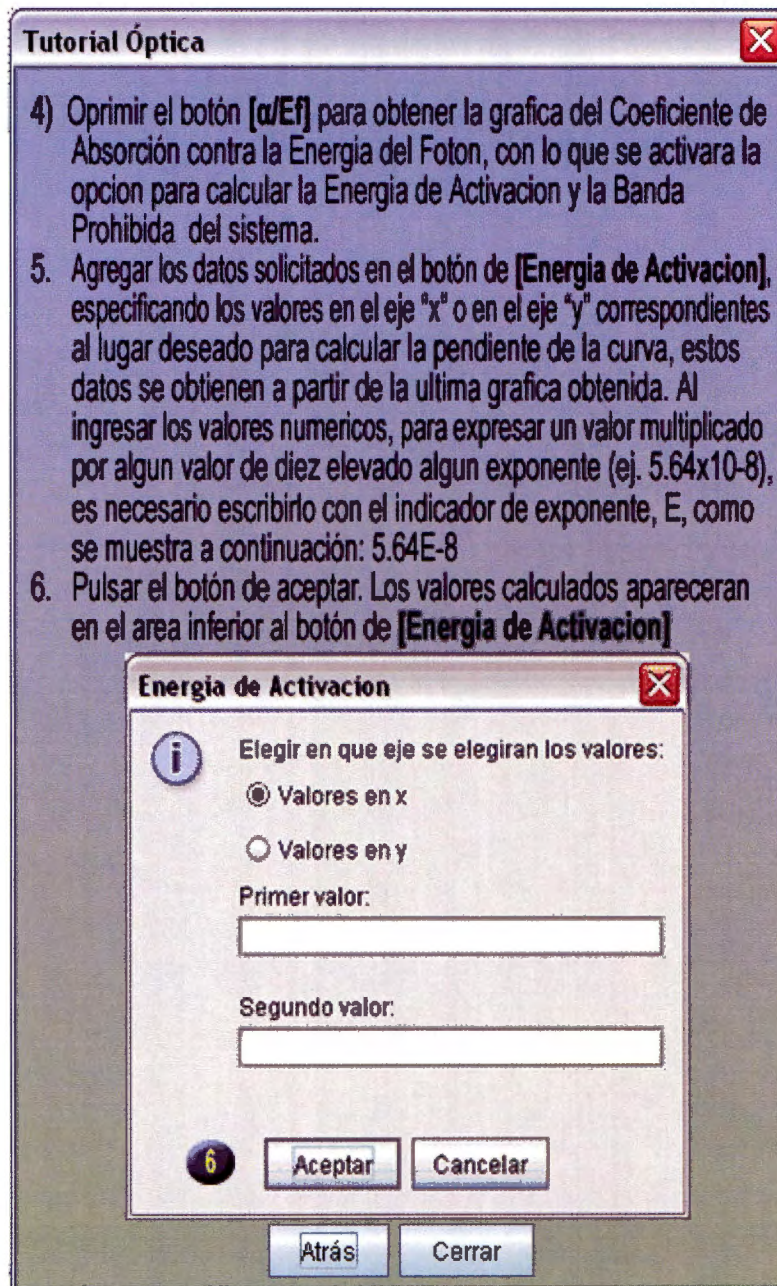 Tutorial Óptica
4) Oprimir el botón [α/Ef] para obtener la grafica del Coeficiente de
Absorción contra la Energia del Foton, con lo que se activara la
opcion para calcular la Energia de Activacion y la Banda
Prohibida del sistema.
5. Agregar los datos solicitados en el botón de [Energia de Activacion],
especificando los valores en el eje "x" o en el eje "y" correspondientes
al lugar deseado para calcular la pendiente de la curva, estos
datos se obtienen a partir de la ultima grafica obtenida. Al
ingresar los valores numericos, para expresar un valor multiplicado
por algun valor de diez elevado algun exponente (ej. 5.64x10-8),
es necesario escribirlo con el indicador de exponente, E, como
se muestra a continuación: 5.64E-8
6. Pulsar el botón de aceptar. Los valores calculados apareceran
en el area inferior al botón de [Energia de Activacion]
Energia de Activacion
i
Elegir en que eje se elegiran los valores:
Valores en x
Valores en y
Primer valor:
Segundo valor:
6 Aceptar Cancelar
Atrás Cerrar